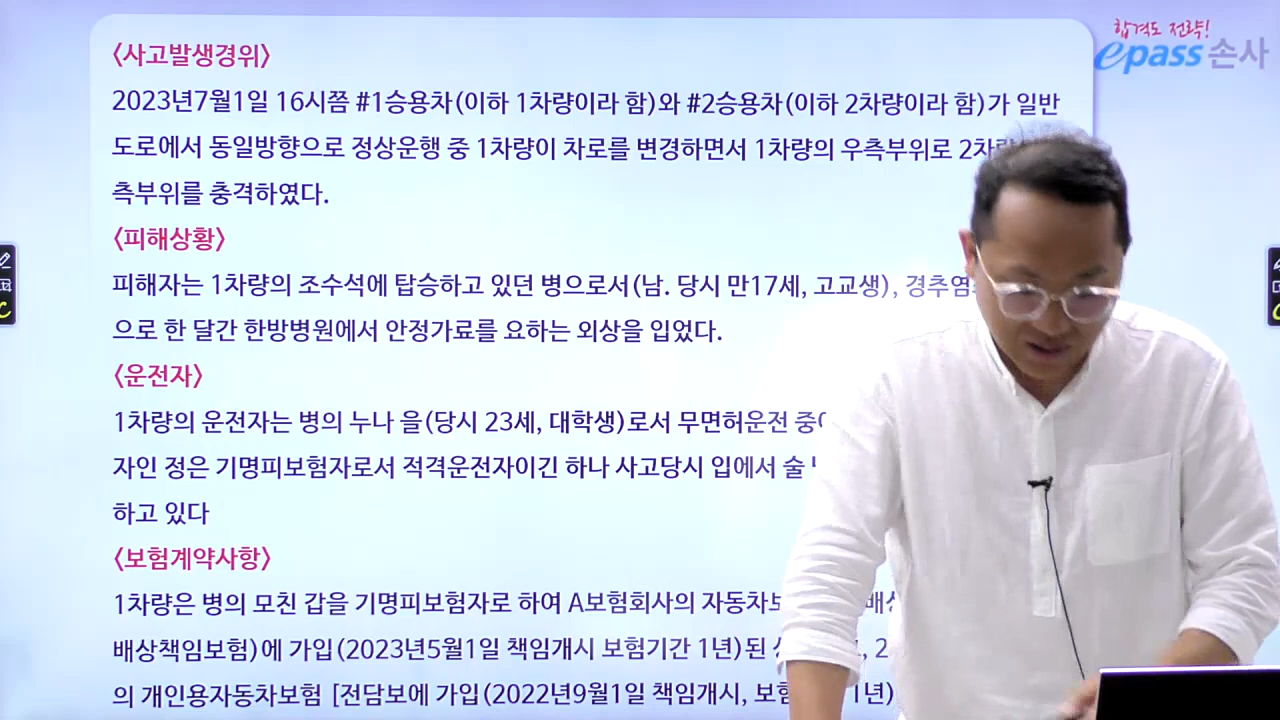 합격도 전략!
epass 손사
〈사고발생경위〉
2023년7월1일 16시쯤 #1승용차(이하 1차량이라 함)와 #2승용차(이하 2차량이라 함)가 일반
도로에서 동일방향으로 정상운행 중 1차량이 차로를 변경하면서 1차량의 우측부위로
측부위를 충격하였다.
〈피해상황〉
피해자는 1차량의 조수석에 탑승하고 있던 병으로서(남. 당시 만17세, 고교생),
으로 한 달간 한방병원에서 안정가료를 요하는 외상을 입었다.
〈운전자〉
1차량의 운전자는 병의 누나 을(당시 23세, 대학생)로서 무면허운전
자인 정은 기명피보험자로서 적격운전자이긴 하나 사고당시 입에서 술
하고 있다
〈보험계약사항〉
1차량은 병의 모친 갑을 기명피보험자로 하여 A보험회사의
배상책임보험)에 가입(2023년5월1일 책임개시 보험기간 1년)된
의 개인용자동차보험 [전담보에 가입(2022년9월1일 책임개시, 1년)